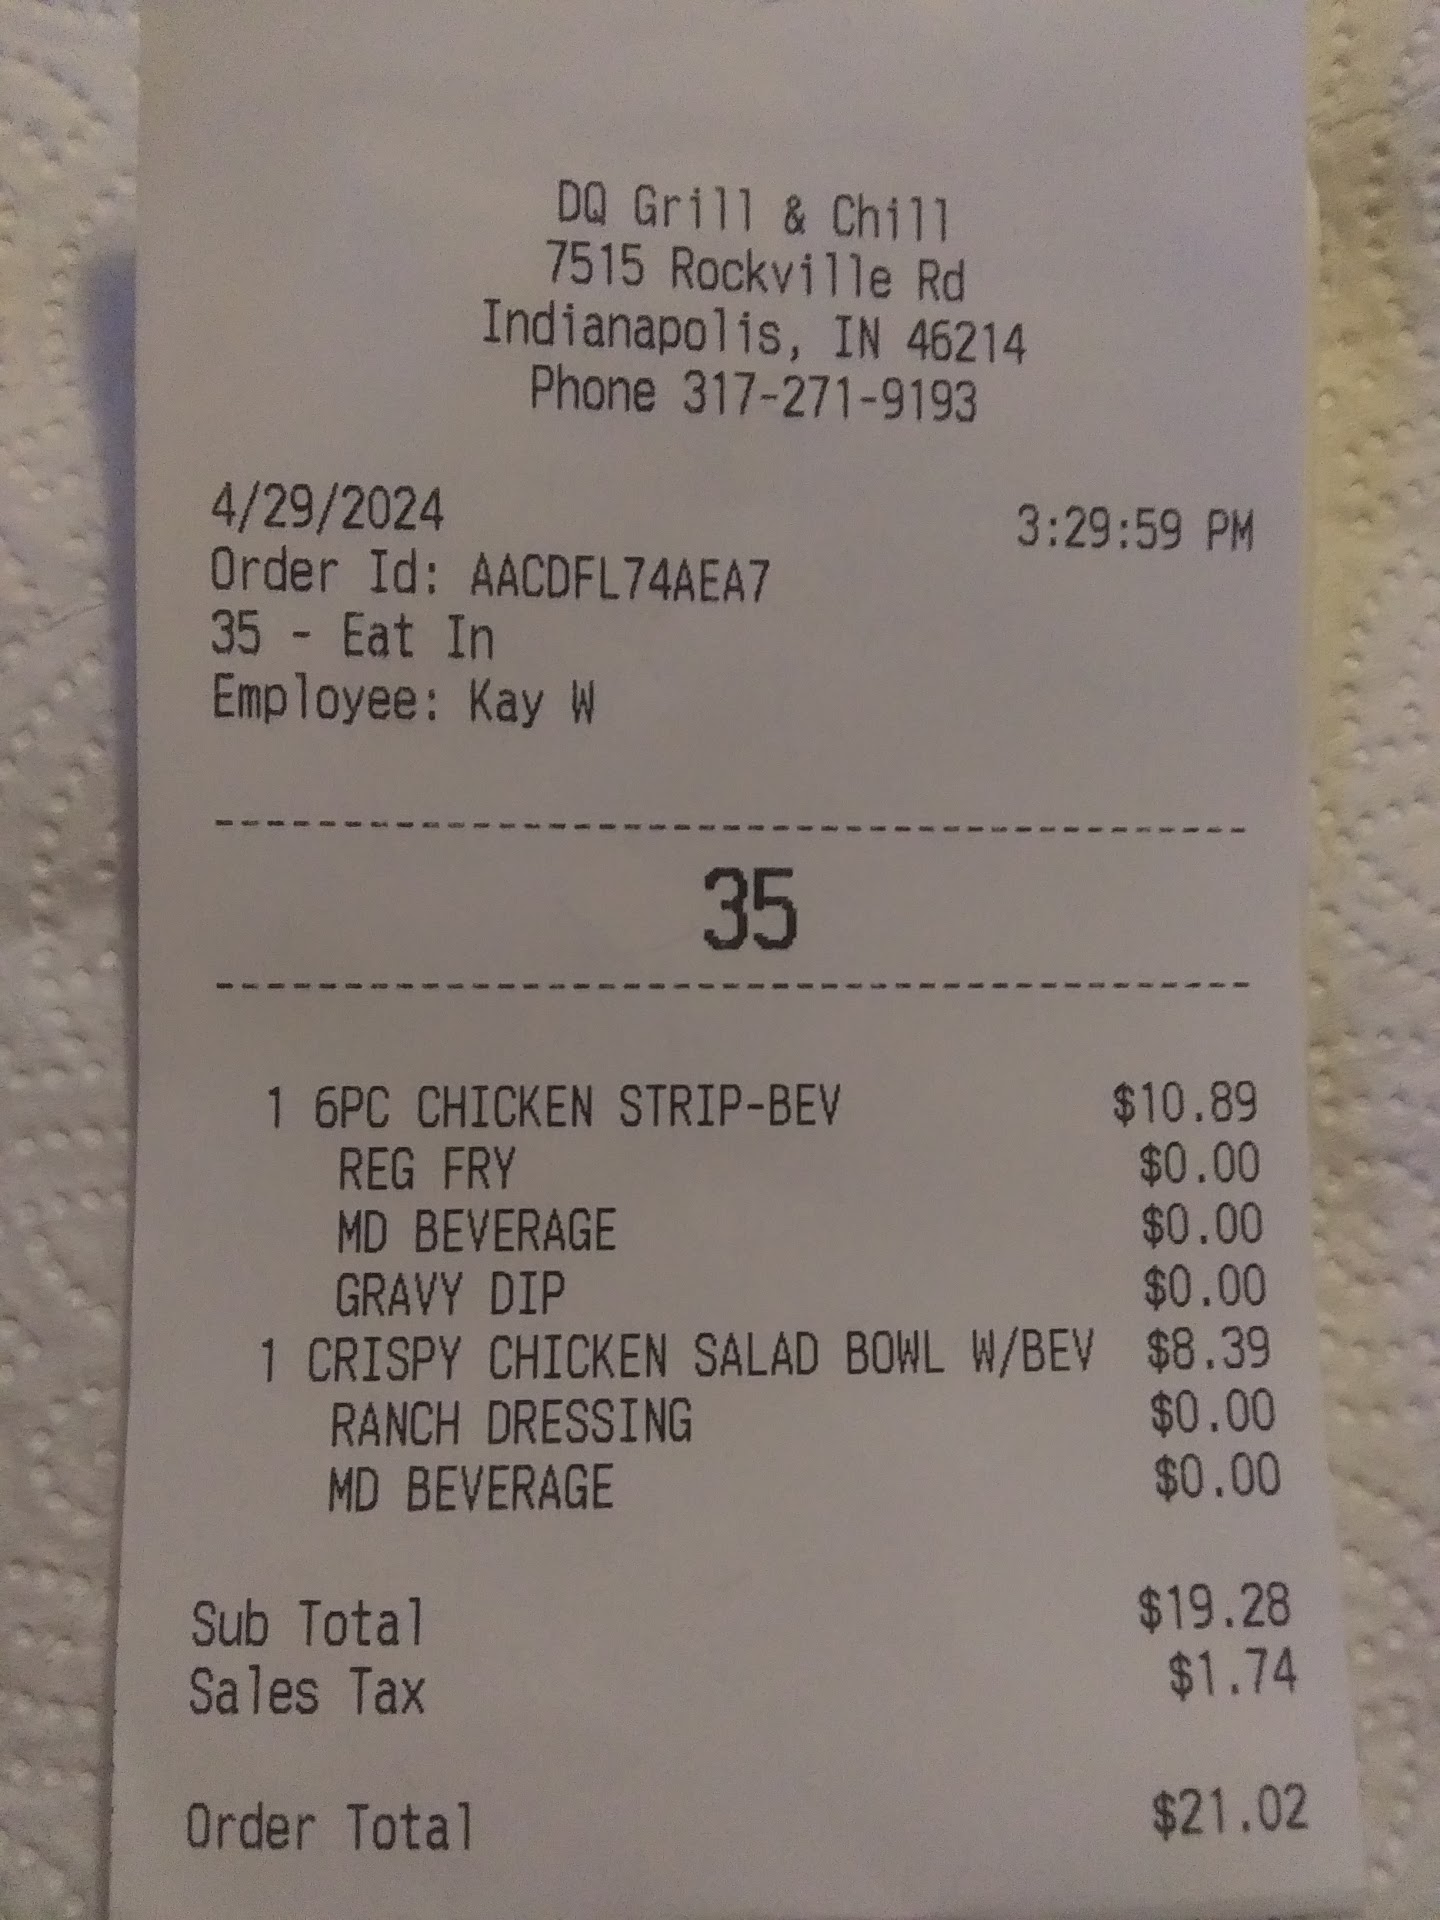 DQ Grill & Chill
7515 Rockville Rd
Indianapolis, IN 46214
Phone 317-271-9193
4/29/2024 3:29:59 PM
Order Id: AACDFL74AEA7
35 - Eat In
Employee: Kay W
35
1 6PC CHICKEN STRIP-BEV $10.89
REG FRY $0.00
MD BEVERAGE $0.00
GRAVY DIP $0.00
1 CRISPY CHICKEN SALAD BOWL W/BEV $8.39
RANCH DRESSING $0.00
MD BEVERAGE $0.00
Sub Total $19.28
Sales Tax $1.74
Order Total $21.02